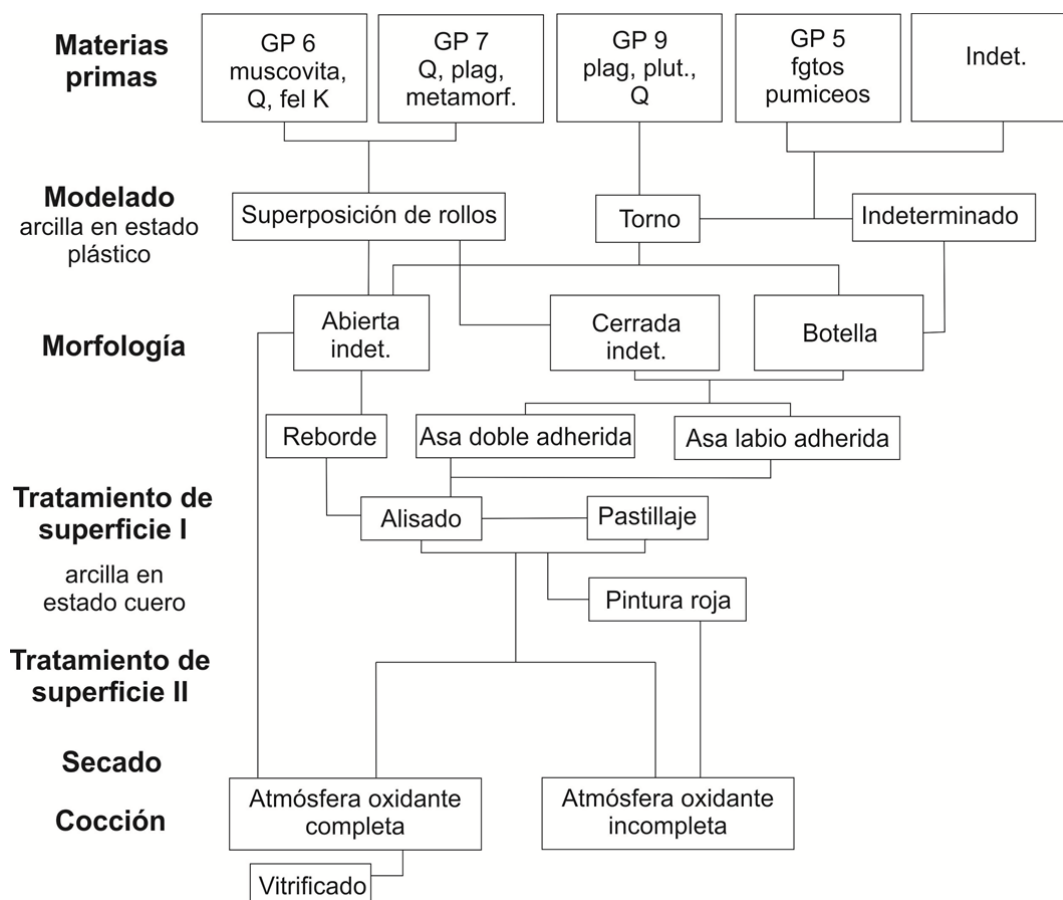 Materias
primas
GP 6
muscovita,
Q, fel K
GP 7
Q, plag,
metamorf.
GP 9
plag, plut.,
Q
GP 5
fgtos
pumiceos
Indet.
Modelado
arcilla en estado
plástico
Superposición de rollos
Torno
Indeterminado
Morfología
Abierta
indet.
Cerrada
indet.
Botella
Reborde
Asa doble adherida
Asa labio adherida
Tratamiento de
superficie I
arcilla en
estado cuero
Alisado
Pastillaje
Pintura roja
Tratamiento de
superficie II
Secado
Cocción
Atmósfera oxidante
completa
Atmósfera oxidante
incompleta
Vitrificado